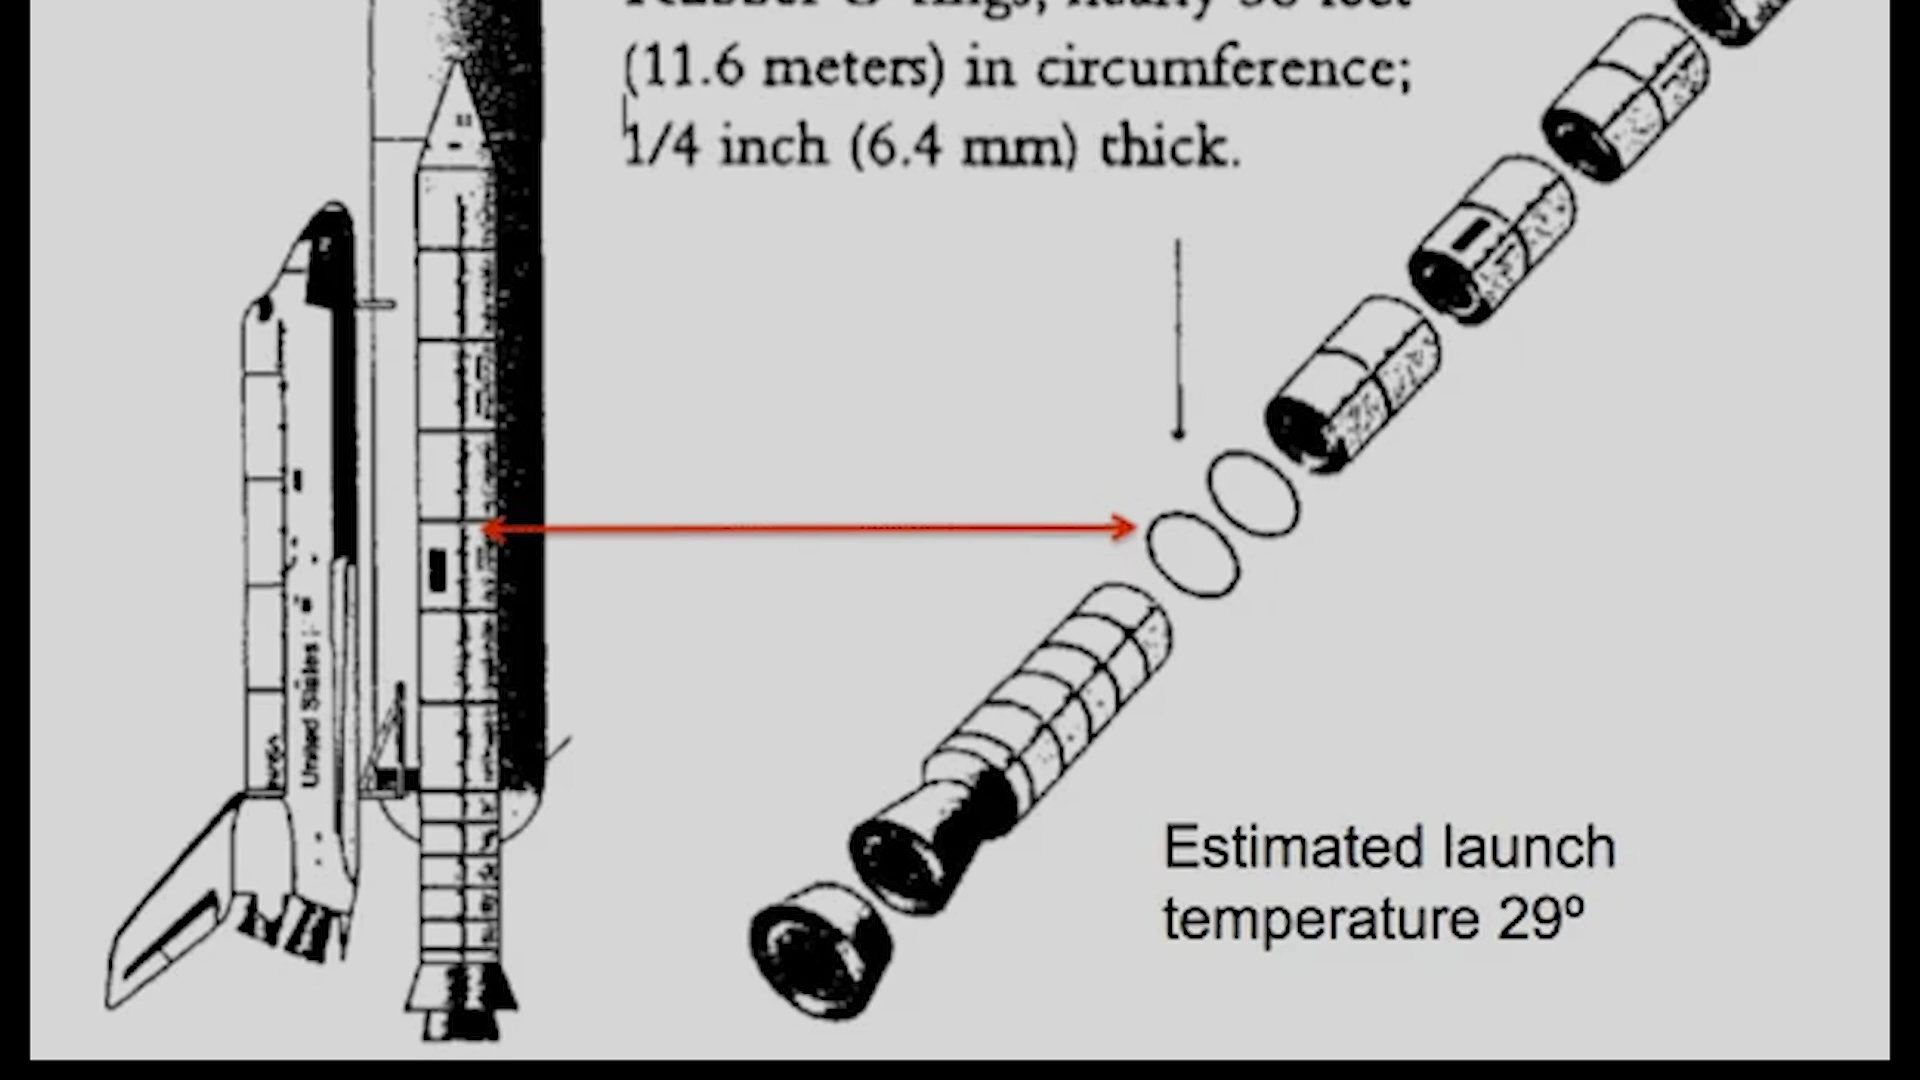 (11.6 meters) in circumference;
1/4 inch (6.4 mm) thick.
United States
Estimated launch
temperature 29º